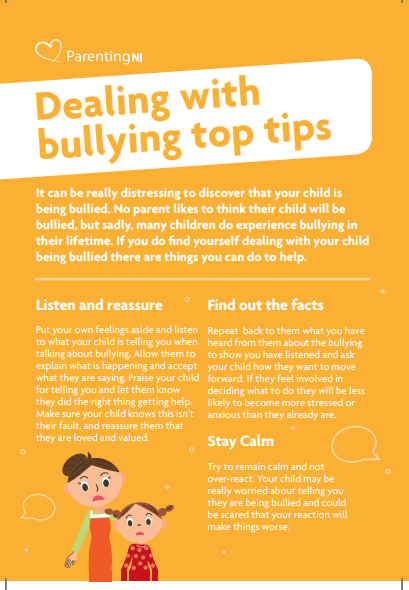 ParentingNI
Dealing with
bullying top tips
It can be really distressing to discover that your child is
being bullied. No parent likes to think their child will be
bullied, but sadly, many children do experience bullying in
their lifetime. If you do find yourself dealing with your child
being bullied there are things you can do to help.
Listen and reassure
Put your own feelings aside and listen
to what your child is telling you when
talking about bullying. Allow them to
explain what is happening and accept
what they are saying. Praise your child
for telling you and let them know
they did the right thing getting help.
Make sure your child knows this isn't
their fault, and reassure them that
they are loved and valued.
Find out the facts
Repeat back to them what you have
heard from them about the bullying
to show you have listened and ask
your child how they want to move
forward. If they feel involved in
deciding what to do they will be less
likely to become more stressed or
anxious than they already are.
Stay Calm
Try to remain calm and not
over-react. Your child may be
really worried about telling you
they are being bullied and could
be scared that your reaction will
make things worse.